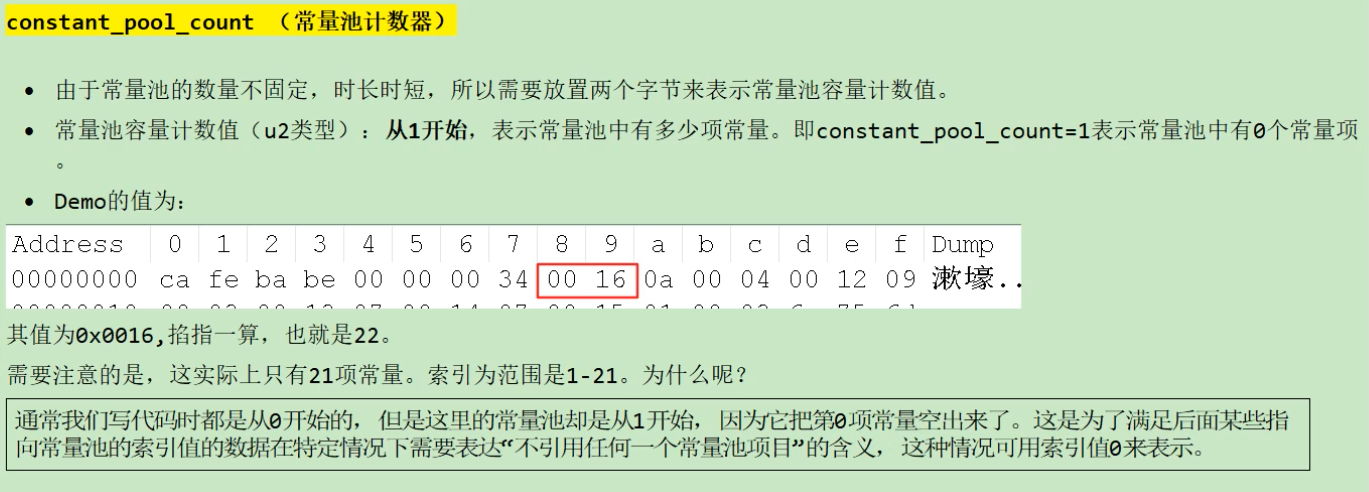 constant_pool_count （常量池计数器）
• 由于常量池的数量不固定，时长时短，所以需要放置两个字节来表示常量池容量计数值。
• 常量池容量计数值（u2类型）：从1开始，表示常量池中有多少项常量。即constant_pool_count=1表示常量池中有0个常量项
。
• Demo的值为：
Address 0 1 2 3 4 5 6 7 8 9 a b c d e f Dump
00000000 ca fe ba be 00 00 00 34 00 16 0a 00 04 00 12 09 漱壕..
其值为0x0016,掐指一算，也就是22。
需要注意的是，这实际上只有21项常量。索引为范围是1-21。为什么呢？
通常我们写代码时都是从0开始的，但是这里的常量池却是从1开始，因为它把第0项常量空出来了。这是为了满足后面某些指
向常量池的索引值的数据在特定情况下需要表达“不引用任何一个常量池项目”的含义，这种情况可用索引值0来表示。